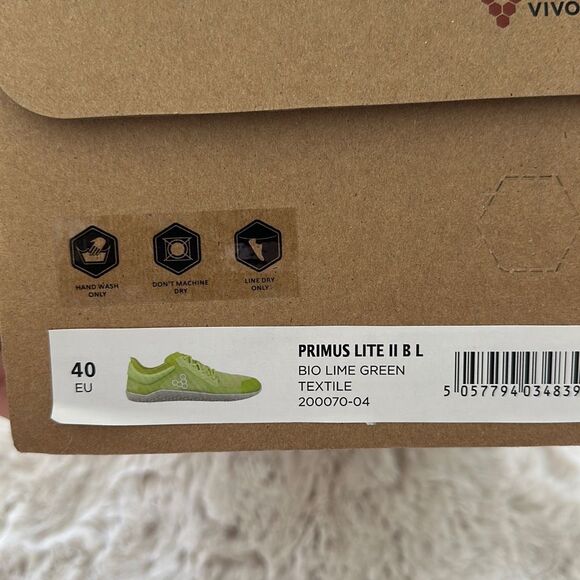 VIVO
HAND WASH
ONLY
DON'T MACHINE
DRY
LINE DRY
ONLY
40
EU
PRIMUS LITE II B L
BIO LIME GREEN
TEXTILE
200070-04
5 057794 034839